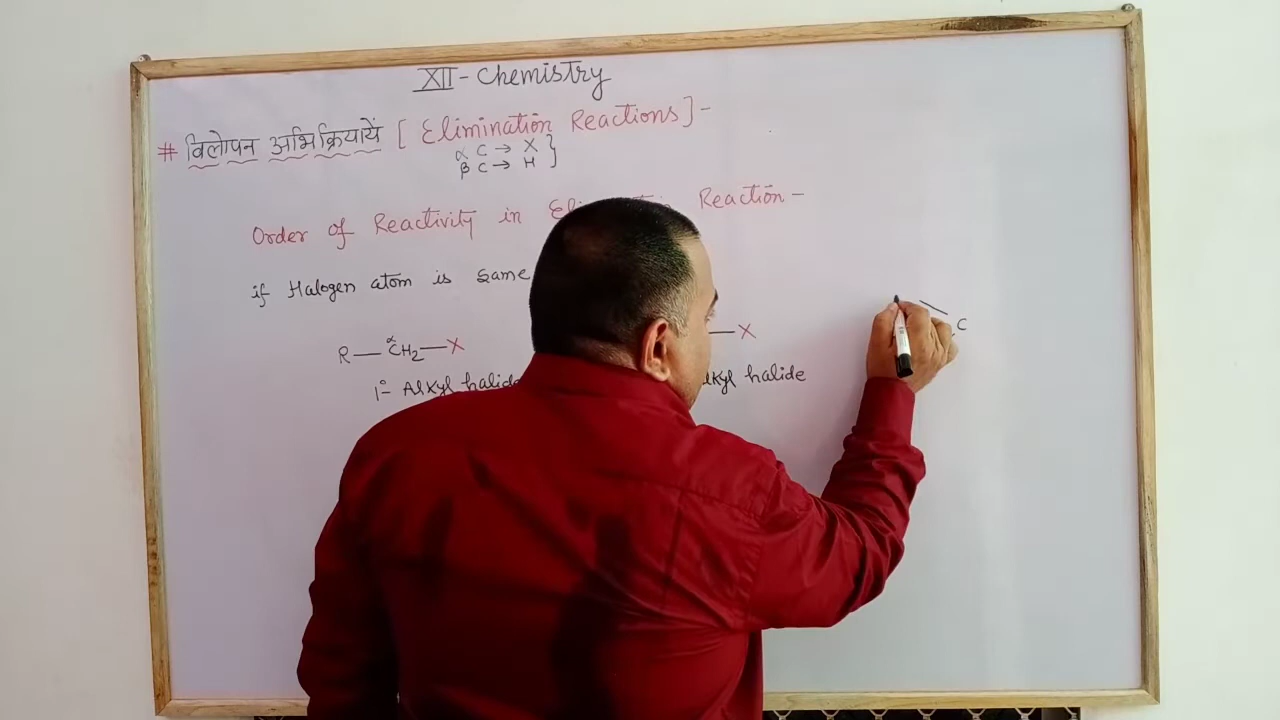 XII - Chemistry
# विलोपन अभिक्रियायें [ Elimination Reactions ] -
α C → X }
β C → H
Order of Reactivity in Reaction -
if Halogen atom is same
R — CH₂ — X — X C
α
1° Alkyl halide halide